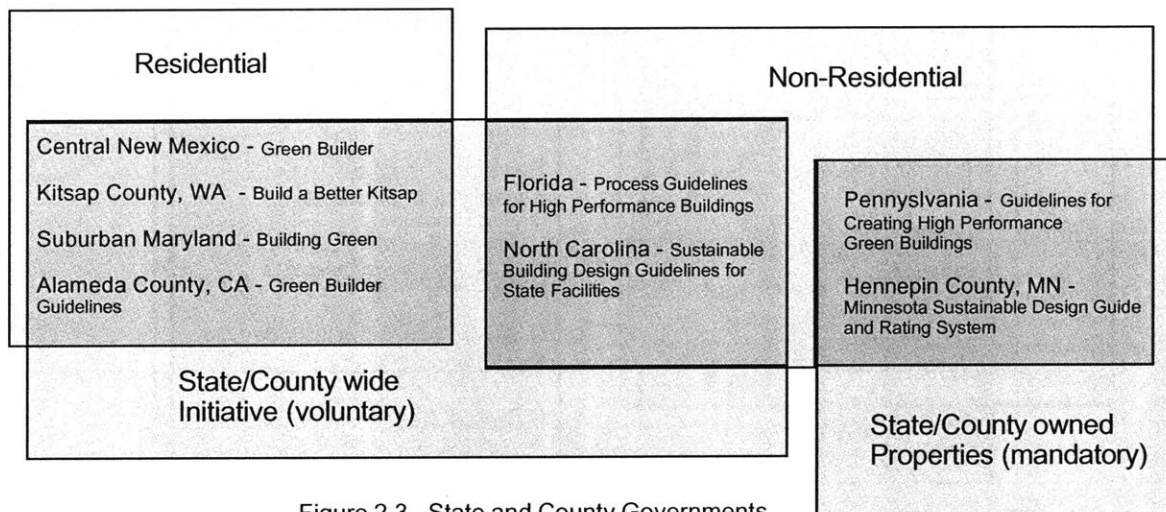 Residential
Non-Residential
Central New Mexico - Green Builder
Kitsap County, WA - Build a Better Kitsap
Suburban Maryland - Building Green
Alameda County, CA - Green Builder
Guidelines
Florida - Process Guidelines
for High Performance Buildings
North Carolina - Sustainable
Building Design Guidelines for
State Facilities
Pennyslvania - Guidelines for
Creating High Performance
Green Buildings
Hennepin County, MN -
Minnesota Sustainable Design Guide
and Rating System
State/County wide
Initiative (voluntary)
State/County owned
Properties (mandatory)
Figure 2.3 - State and County Governments